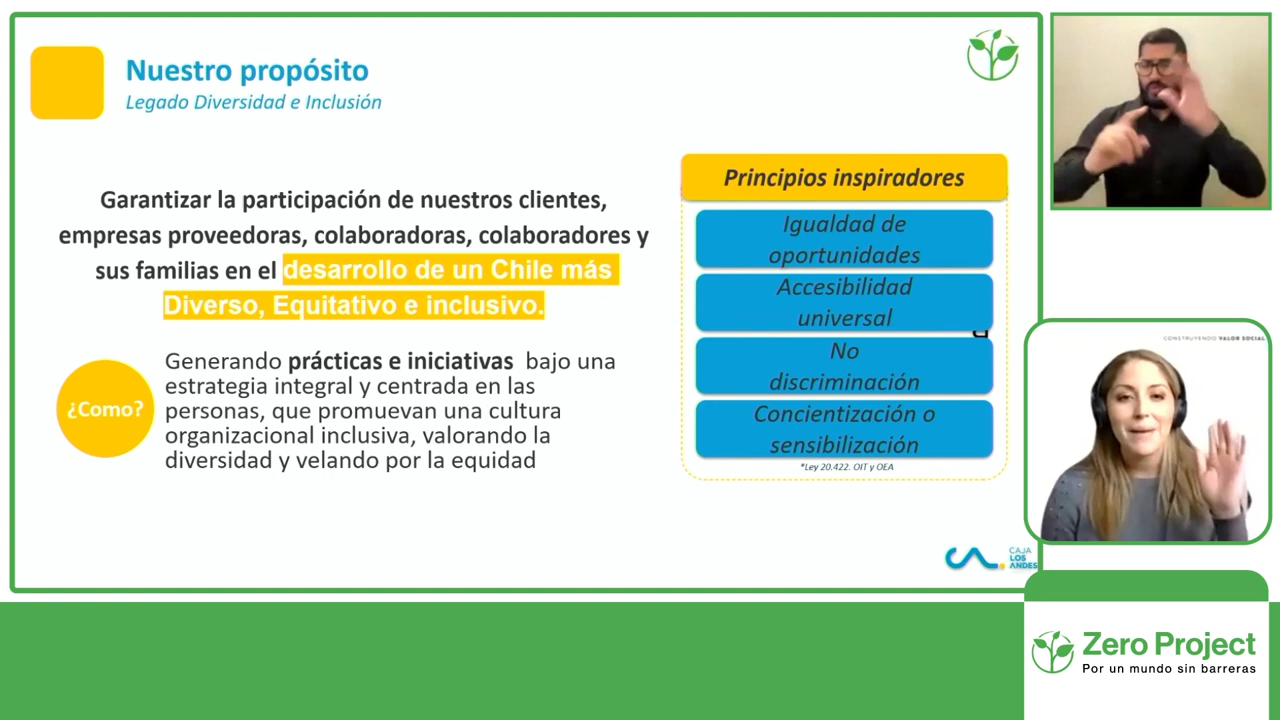 Nuestro propósito
Legado Diversidad e Inclusión
Garantizar la participación de nuestros clientes,
empresas proveedoras, colaboradoras, colaboradores y
sus familias en el desarrollo de un Chile más
Diverso, Equitativo e inclusivo.
¿Como?
Generando prácticas e iniciativas bajo una
estrategia integral y centrada en las
personas, que promuevan una cultura
organizacional inclusiva, valorando la
diversidad y velando por la equidad
Principios inspiradores
Igualdad de
oportunidades
Accesibilidad
universal
No
discriminación
Concientización o
sensibilización
*Ley 20.422. OIT y OEA
CAJA
LOS
ANDES
CONSTRUYENDO VALOR SOCIAL
Zero Project
Por un mundo sin barreras